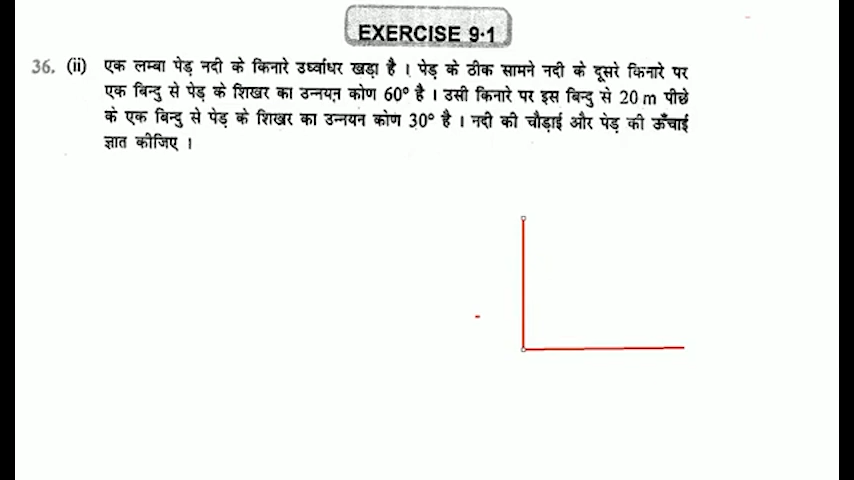 EXERCISE 9·1
36. (ii) एक लम्बा पेड़ नदी के किनारे उर्ध्वाधर खड़ा है । पेड़ के ठीक सामने नदी के दूसरे किनारे पर
एक बिन्दु से पेड़ के शिखर का उन्नयन कोण 60° है । उसी किनारे पर इस बिन्दु से 20 m पीछे
के एक बिन्दु से पेड़ के शिखर का उन्नयन कोण 30° है । नदी की चौड़ाई और पेड़ की ऊँचाई
ज्ञात कीजिए ।